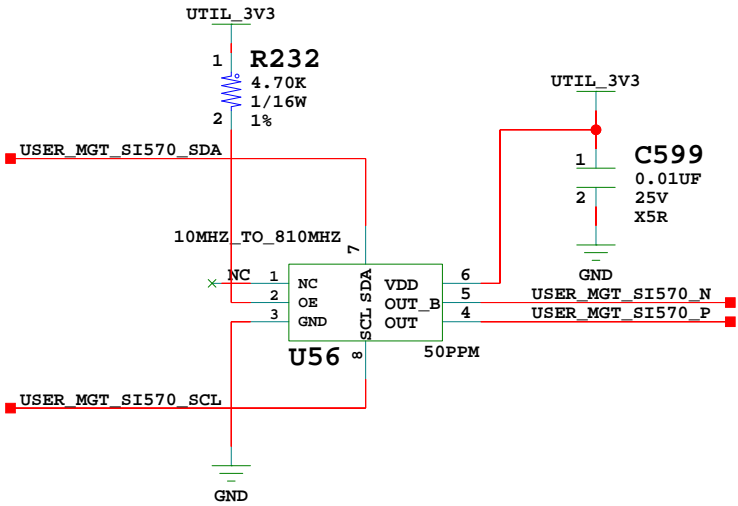 UTIL_3V3
1
R232
4.70K
1/16W
1%
2
UTIL_3V3
USER_MGT_SI570_SDA
1
C599
0.01UF
25V
X5R
2
GND
10MHZ_TO_810MHZ
7
NC 1 NC
2 OE
3 GND
SDA
SCL
VDD 6
OUT_B 5
OUT 4
USER_MGT_SI570_N
USER_MGT_SI570_P
U56
8
50PPM
USER_MGT_SI570_SCL
GND